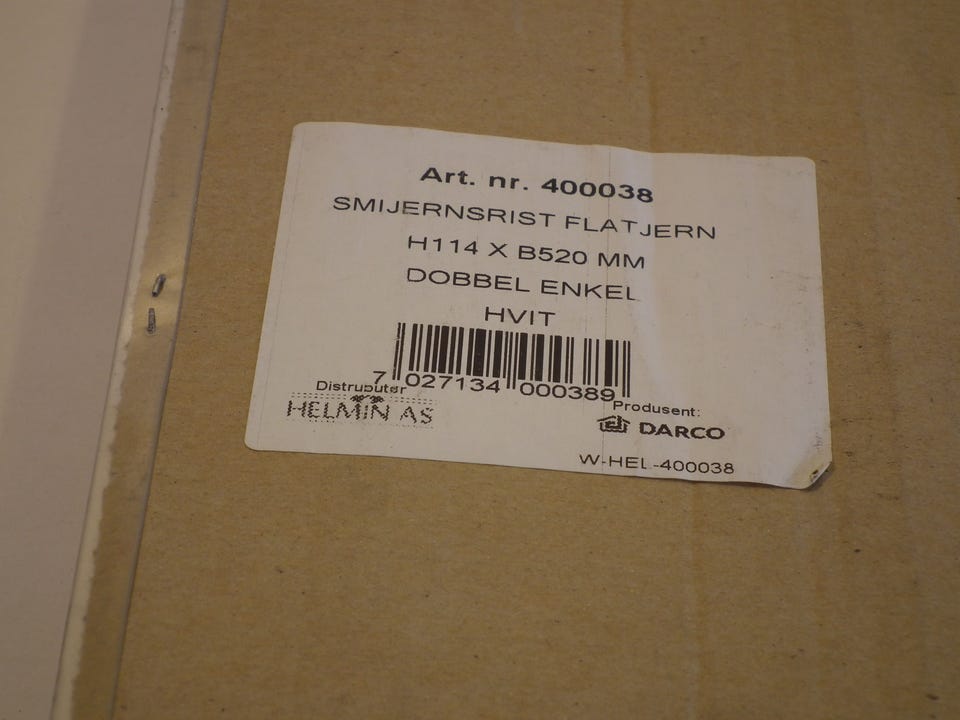 Art. nr. 400038
SMIJERNSRIST FLATJERN
H114 X B520 MM
DOBBEL ENKEL
HVIT
7 027134 000389
Distrubutør
HELMIN AS
Produsent:
DARCO
W-HEL-400038